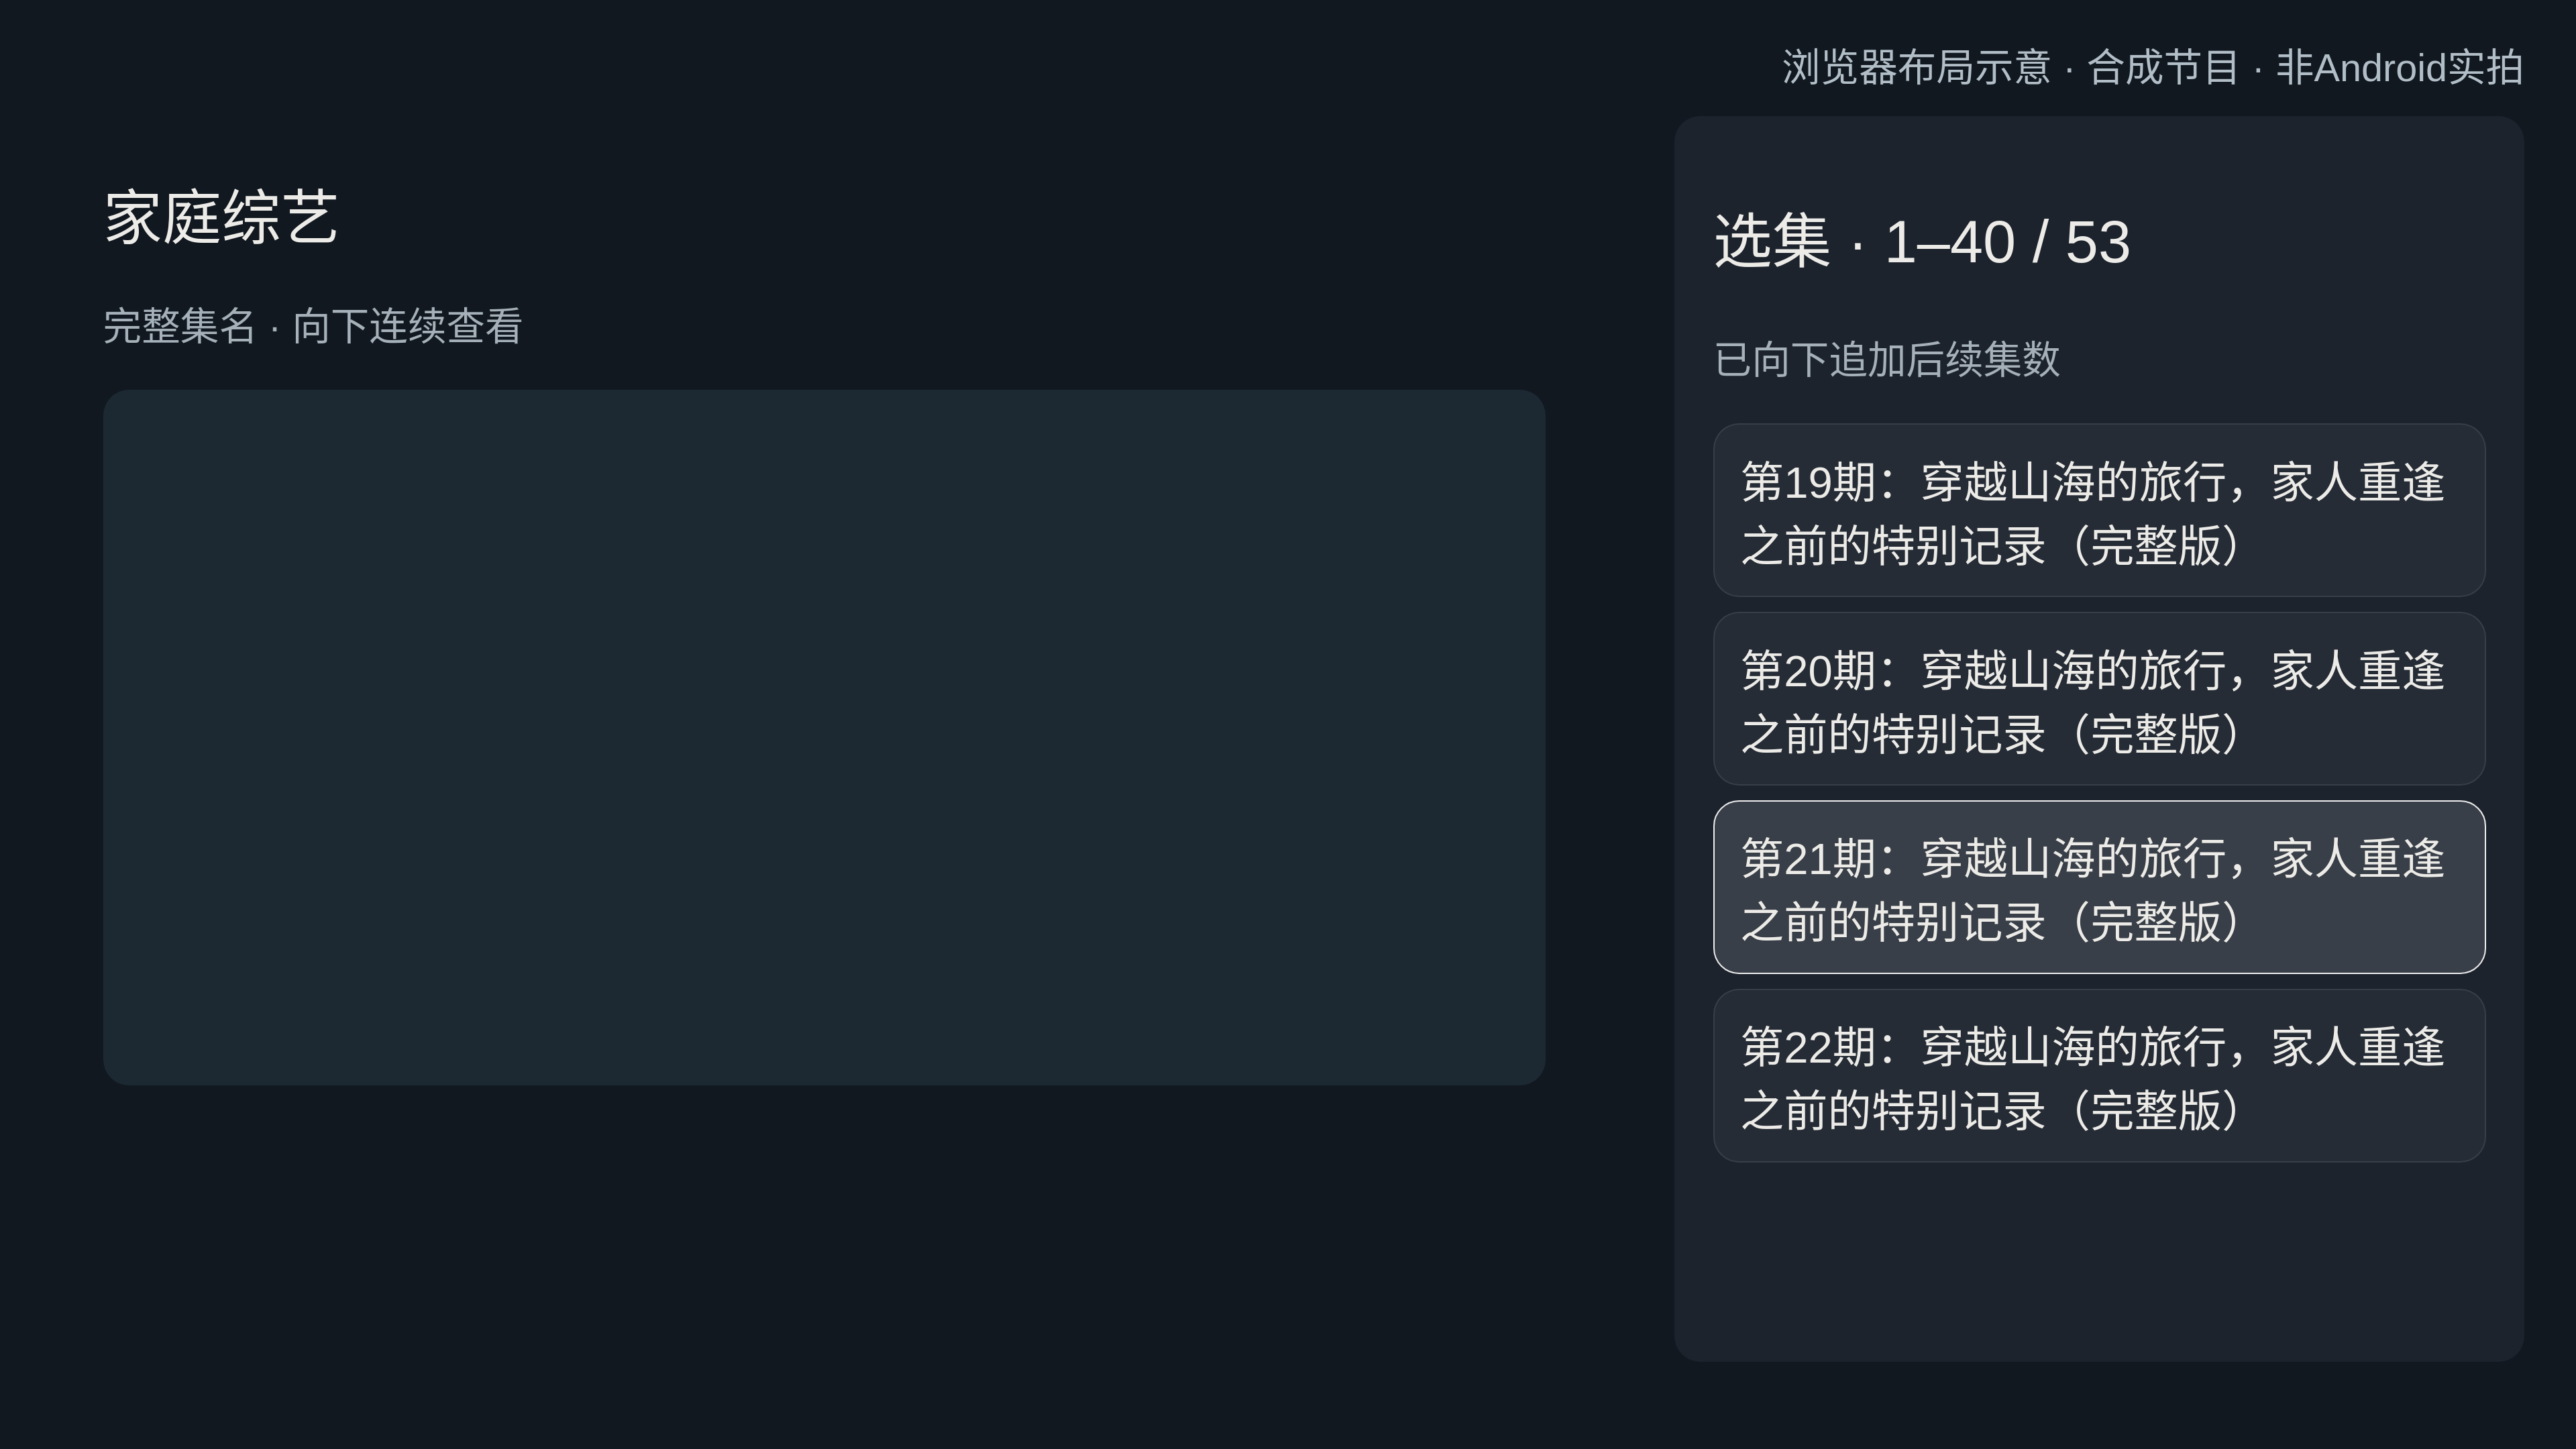 浏览器布局示意 · 合成节目 · 非Android实拍
家庭综艺
完整集名 · 向下连续查看
选集 · 1–40 / 53
已向下追加后续集数
第19期：穿越山海的旅行，家人重逢
之前的特别记录（完整版）
第20期：穿越山海的旅行，家人重逢
之前的特别记录（完整版）
第21期：穿越山海的旅行，家人重逢
之前的特别记录（完整版）
第22期：穿越山海的旅行，家人重逢
之前的特别记录（完整版）